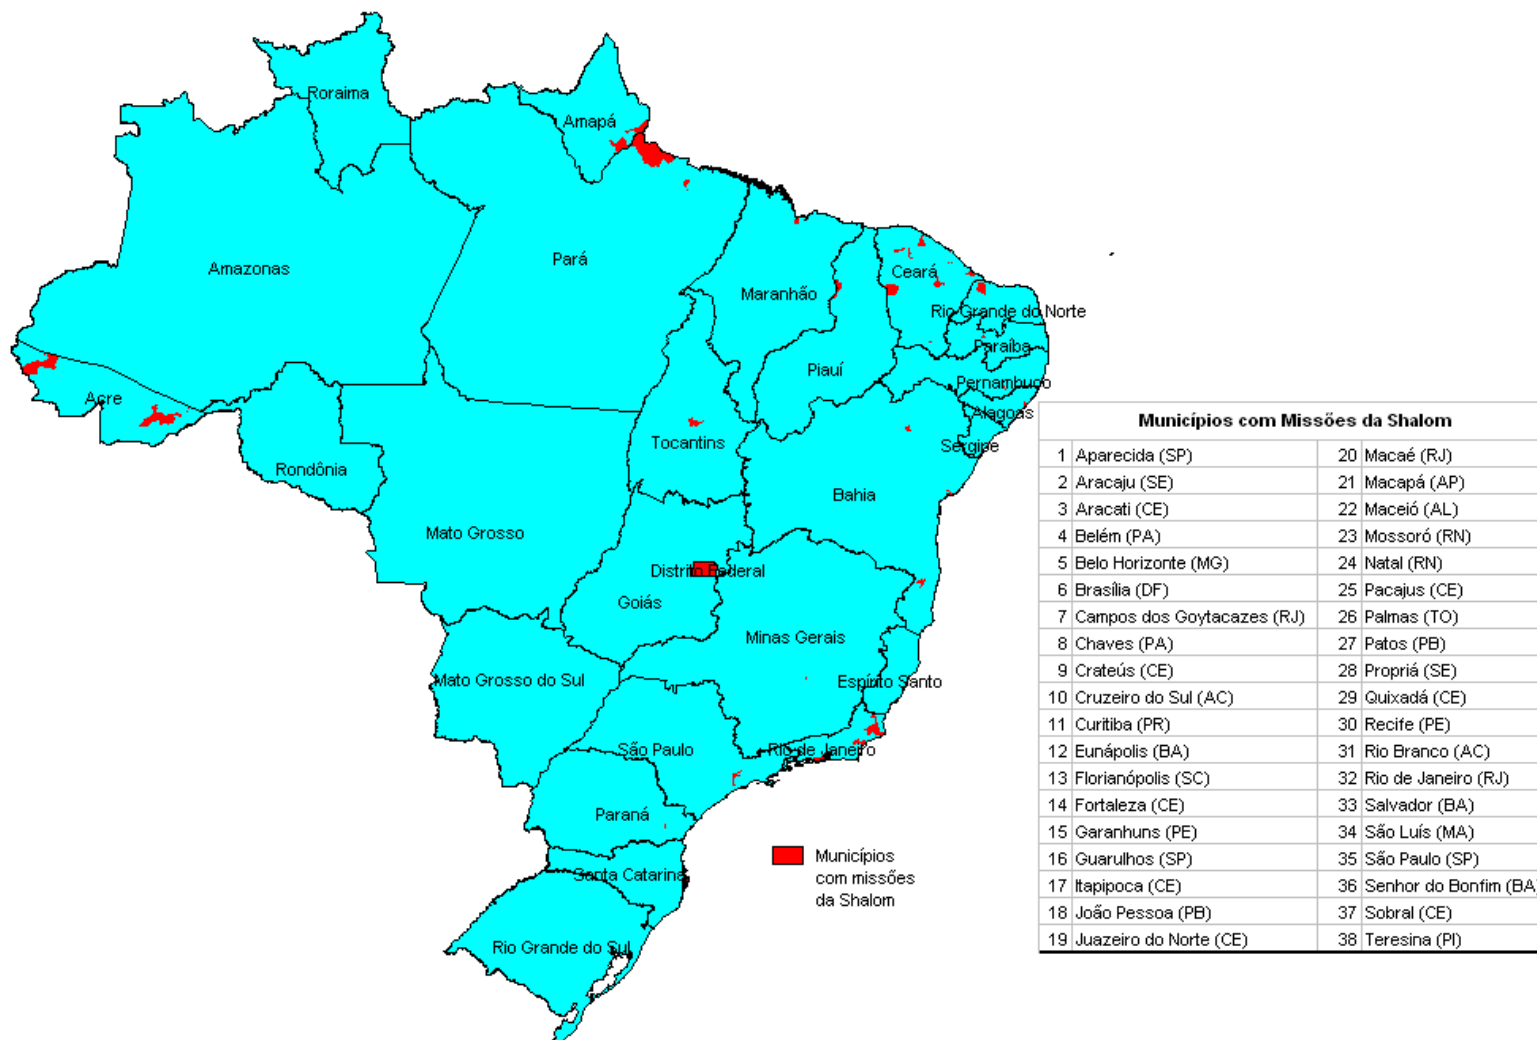 Roraima
Amapá
Amazonas
Pará
Maranhão
Ceará
Rio Grande do Norte
Paraíba
Piauí
Pernambuco
Acre
Alagoas
Tocantins
Sergipe
Rondônia
Bahia
Mato Grosso
Distrito Federal
Goiás
Minas Gerais
Mato Grosso do Sul
Espírito Santo
São Paulo
Rio de Janeiro
Paraná
Santa Catarina
Rio Grande do Sul
Municípios
com missões
da Shalom
Municípios com Missões da Shalom
1 Aparecida (SP) 20 Macaé (RJ)
2 Aracaju (SE) 21 Macapá (AP)
3 Aracati (CE) 22 Maceió (AL)
4 Belém (PA) 23 Mossoró (RN)
5 Belo Horizonte (MG) 24 Natal (RN)
6 Brasília (DF) 25 Pacajus (CE)
7 Campos dos Goytacazes (RJ) 26 Palmas (TO)
8 Chaves (PA) 27 Patos (PB)
9 Crateús (CE) 28 Propriá (SE)
10 Cruzeiro do Sul (AC) 29 Quixadá (CE)
11 Curitiba (PR) 30 Recife (PE)
12 Eunápolis (BA) 31 Rio Branco (AC)
13 Florianópolis (SC) 32 Rio de Janeiro (RJ)
14 Fortaleza (CE) 33 Salvador (BA)
15 Garanhuns (PE) 34 São Luís (MA)
16 Guarulhos (SP) 35 São Paulo (SP)
17 Itapipoca (CE) 36 Senhor do Bonfim (BA
18 João Pessoa (PB) 37 Sobral (CE)
19 Juazeiro do Norte (CE) 38 Teresina (PI)